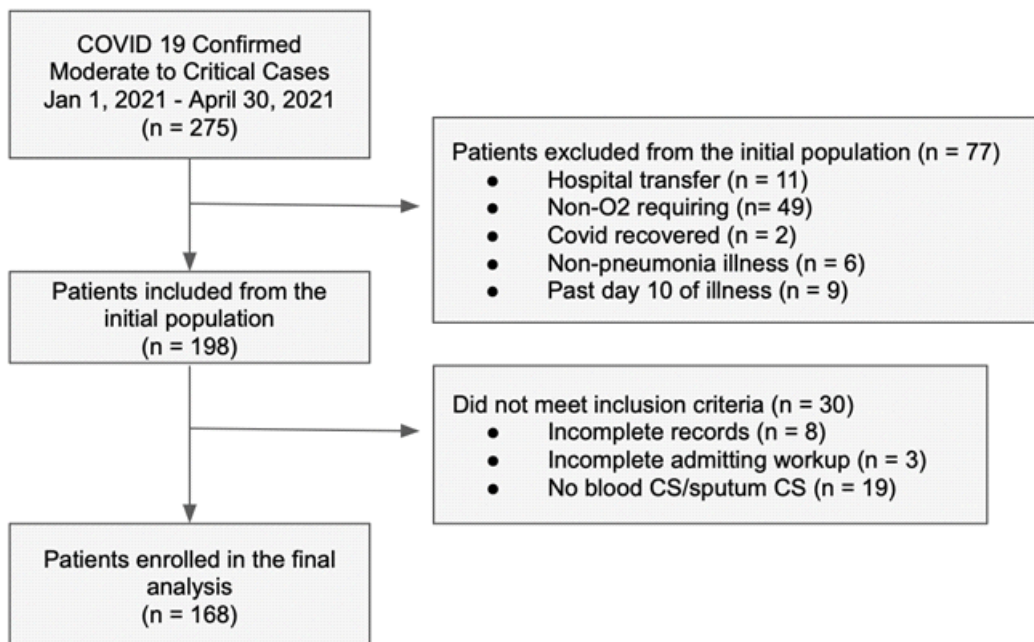 COVID 19 Confirmed
Moderate to Critical Cases
Jan 1, 2021 - April 30, 2021
(n = 275)
Patients excluded from the initial population (n = 77)
● Hospital transfer (n = 11)
● Non-O2 requiring (n= 49)
● Covid recovered (n = 2)
● Non-pneumonia illness (n = 6)
● Past day 10 of illness (n = 9)
Patients included from the
initial population
(n = 198)
Did not meet inclusion criteria (n = 30)
● Incomplete records (n = 8)
● Incomplete admitting workup (n = 3)
● No blood CS/sputum CS (n = 19)
Patients enrolled in the final
analysis
(n = 168)